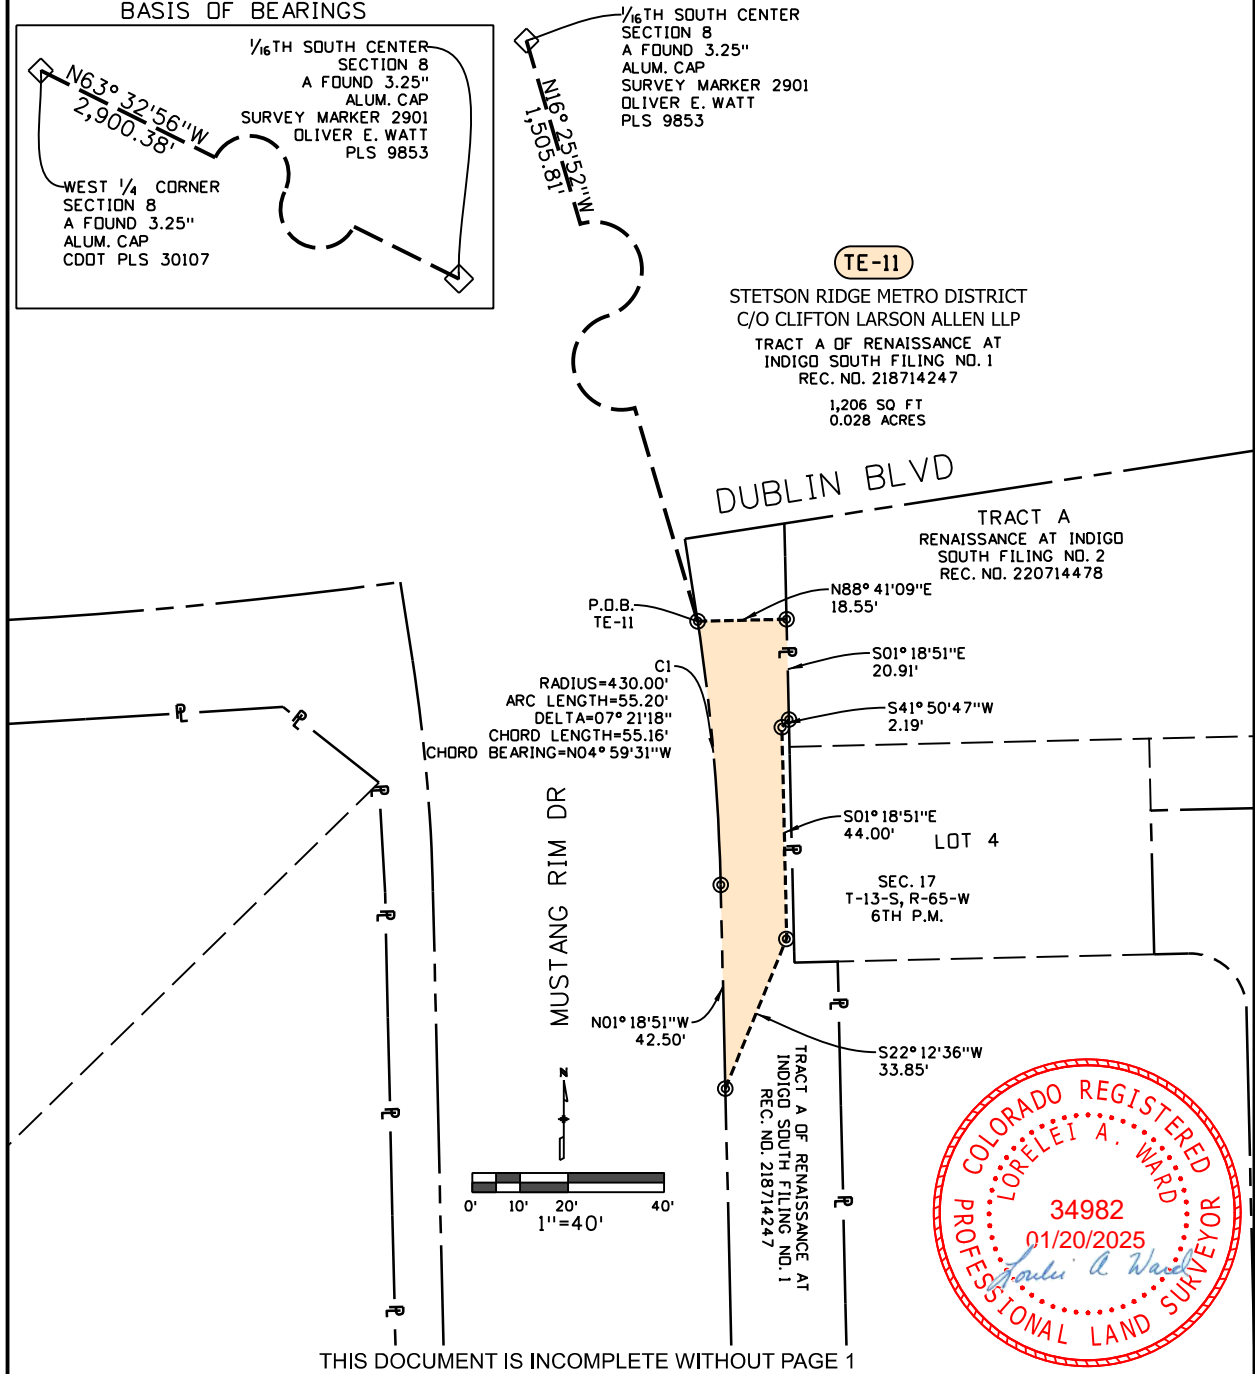 BASIS OF BEARINGS
1/16TH SOUTH CENTER
SECTION 8
A FOUND 3.25"
ALUM. CAP
SURVEY MARKER 2901
OLIVER E. WATT
PLS 9853
N63°32'56"W
2,900.38'
WEST 1/4 CORNER
SECTION 8
A FOUND 3.25"
ALUM. CAP
CDOT PLS 30107
1/16TH SOUTH CENTER
SECTION 8
A FOUND 3.25"
ALUM. CAP
SURVEY MARKER 2901
OLIVER E. WATT
PLS 9853
N16°25'52"W
1,505.81'
TE-11
STETSON RIDGE METRO DISTRICT
C/O CLIFTON LARSON ALLEN LLP
TRACT A OF RENAISSANCE AT
INDIGO SOUTH FILING NO. 1
REC. NO. 218714247
1,206 SQ FT
0.028 ACRES
DUBLIN BLVD
TRACT A
RENAISSANCE AT INDIGO
SOUTH FILING NO. 2
REC. NO. 220714478
P.O.B.
TE-11
N88°41'09"E
18.55'
C1
RADIUS=430.00'
ARC LENGTH=55.20'
DELTA=07°21'18"
CHORD LENGTH=55.16'
CHORD BEARING=N04°59'31"W
S01°18'51"E
20.91'
S41°50'47"W
2.19'
S01°18'51"E
44.00'
LOT 4
SEC. 17
T-13-S, R-65-W
6TH P.M.
MUSTANG RIM DR
N01°18'51"W
42.50'
S22°12'36"W
33.85'
TRACT A OF RENAISSANCE AT
INDIGO SOUTH FILING NO. 1
REC. NO. 218714247
N
0' 10' 20' 40'
1"=40'
COLORADO REGISTERED
LORELEI A. WARD
34982
01/20/2025
Lorelei A Ward
PROFESSIONAL LAND SURVEYOR
THIS DOCUMENT IS INCOMPLETE WITHOUT PAGE 1